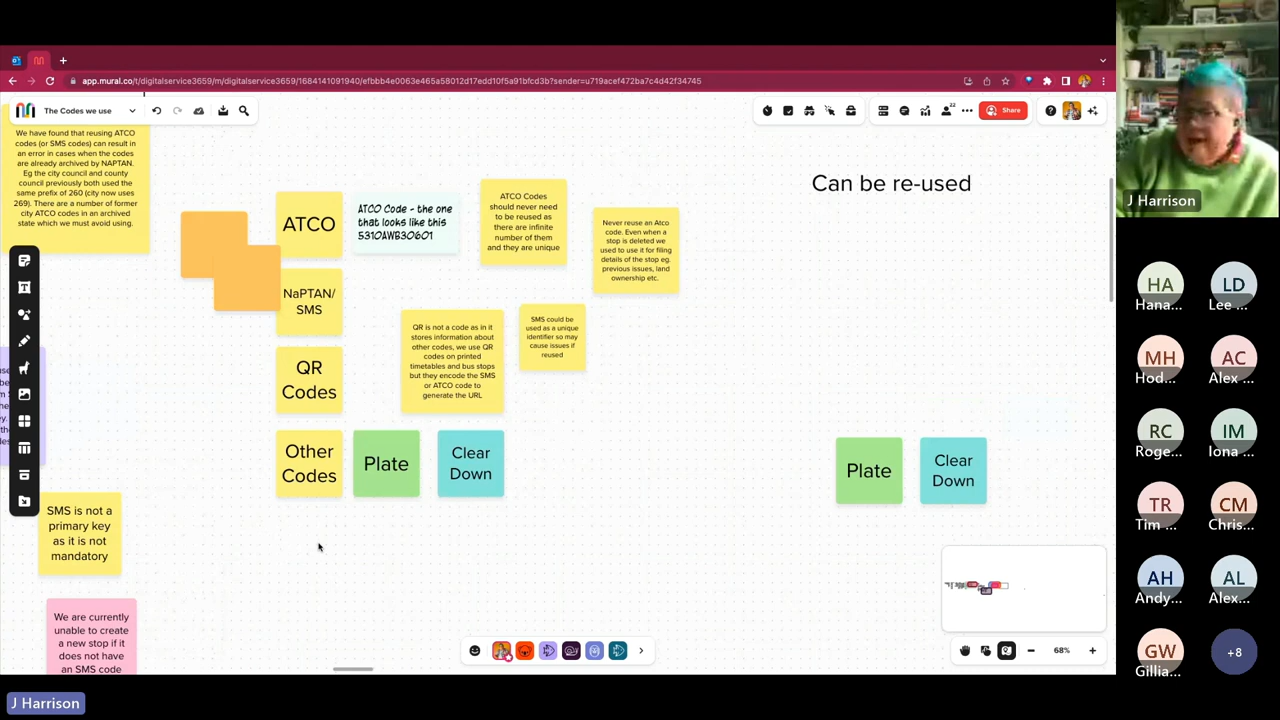 app.mural.co/t/digitalservice3659/m/digitalservice3659/1684141091940/efbbb4e0063e465a58012d17edd10f5a91bfcd3b?sender=u719acef472ba7c4d42f34745
The Codes we use
22
Share
We have found that reusing ATCO
codes (or SMS codes) can result in
an error in cases when the codes
are already archived by NAPTAN.
Eg the city council and county
council previously both used the
same prefix of 260 (city now uses
269). There are a number of
former city ATCO codes in an archived
state which we must avoid using.
ATCO
ATCO Code - the one
that looks like this
5310AWB30601
ATCO Codes
should never need
to be reused as
there are infinite
number of them
and they are unique
Never reuse an Atco
code. Even when a
stop is deleted we
used to use it for filing
details of the stop eg.
previous issues, land
ownership etc.
Can be re-used
NaPTAN/
SMS
QR is not a code as in it
stores information about
other codes, we use QR
codes on printed
timetables and bus stops
but they encode the SMS
or ATCO code to
generate the URL
SMS could be
used as a unique
identifier so may
cause issues if
reused
QR
Codes
Other
Codes
Plate
Clear
Down
Plate
Clear
Down
SMS is not a
primary key
as it is not
mandatory
We are currently
unable to create
a new stop if it
does not have
an SMS code
68%
J Harrison
HA
Hana...
LD
Lee ...
MH
Hod...
AC
Alex ...
RC
Roge...
IM
Iona ...
TR
Tim ...
CM
Chris...
AH
Andy...
AL
Alex...
GW
Gillia...
+8
J Harrison